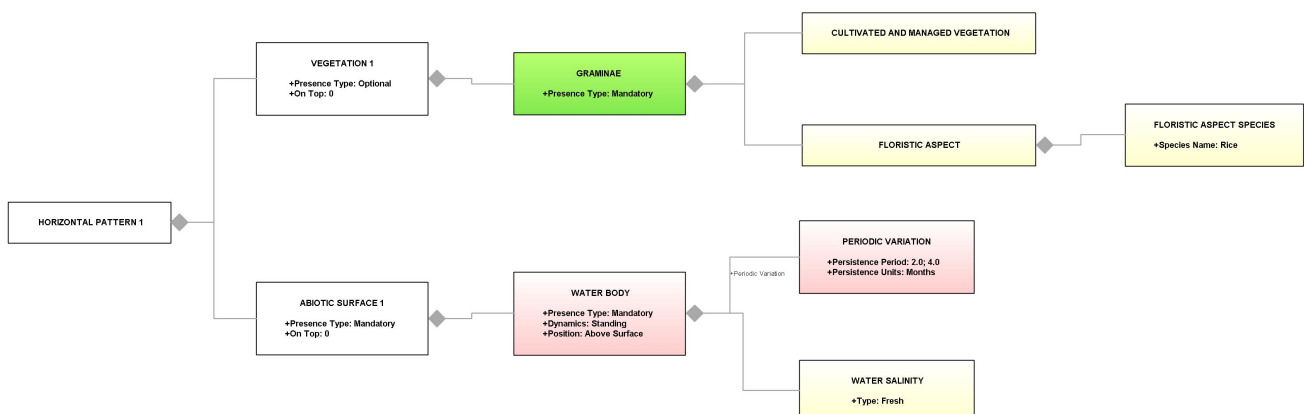 CULTIVATED AND MANAGED VEGETATION
VEGETATION 1
+Presence Type: Optional
+On Top: 0
GRAMINAE
+Presence Type: Mandatory
FLORISTIC ASPECT
FLORISTIC ASPECT SPECIES
+Species Name: Rice
HORIZONTAL PATTERN 1
ABIOTIC SURFACE 1
+Presence Type: Mandatory
+On Top: 0
WATER BODY
+Presence Type: Mandatory
+Dynamics: Standing
+Position: Above Surface
+Periodic Variation
PERIODIC VARIATION
+Persistence Period: 2.0; 4.0
+Persistence Units: Months
WATER SALINITY
+Type: Fresh